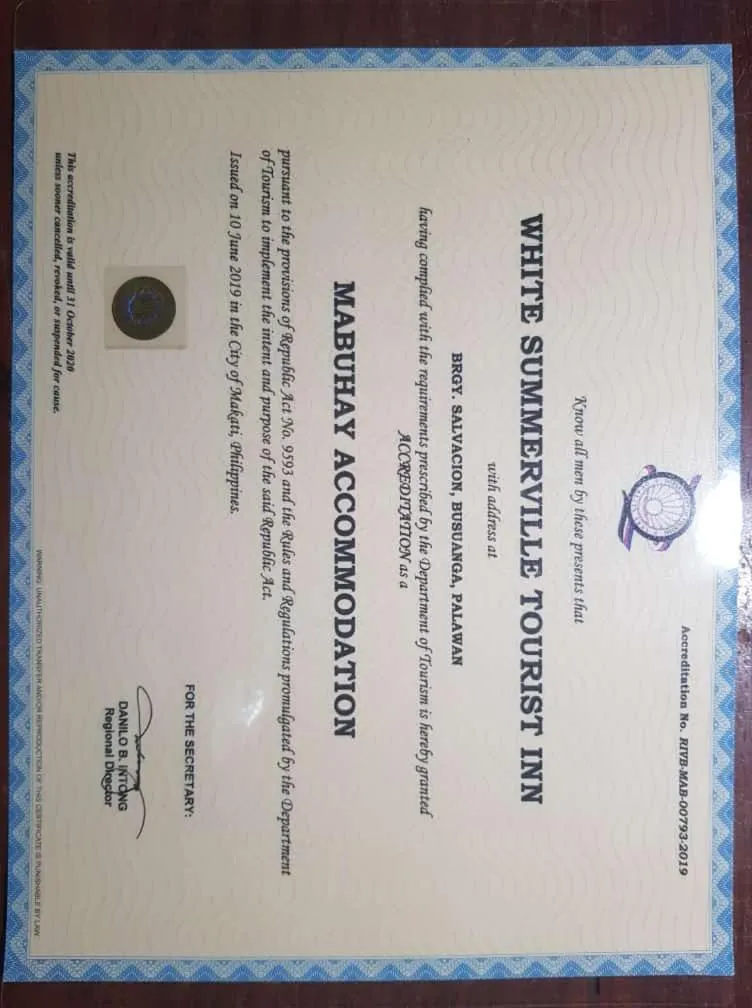 Accreditation No. RIVB-MAB-00793-2019
Know all men by these presents that
WHITE SUMMERVILLE TOURIST INN
with address at
BRGY. SALVACION, BUSUANGA, PALAWAN
having complied with the requirements prescribed by the Department of Tourism is hereby granted
ACCREDITATION as a
MABUHAY ACCOMMODATION
pursuant to the provisions of Republic Act No. 9593 and the Rules and Regulations promulgated by the Department
of Tourism to implement the intent and purpose of the said Republic Act.
Issued on 10 June 2019 in the City of Makati, Philippines.
FOR THE SECRETARY:
DANILO B. INTONG
Regional Director
This accreditation is valid until 31 October 2020
unless sooner cancelled, revoked, or suspended for cause.
WARNING: UNAUTHORIZED TRANSFER AND/OR REPRODUCTION OF THIS CERTIFICATE IS PUNISHABLE BY LAW